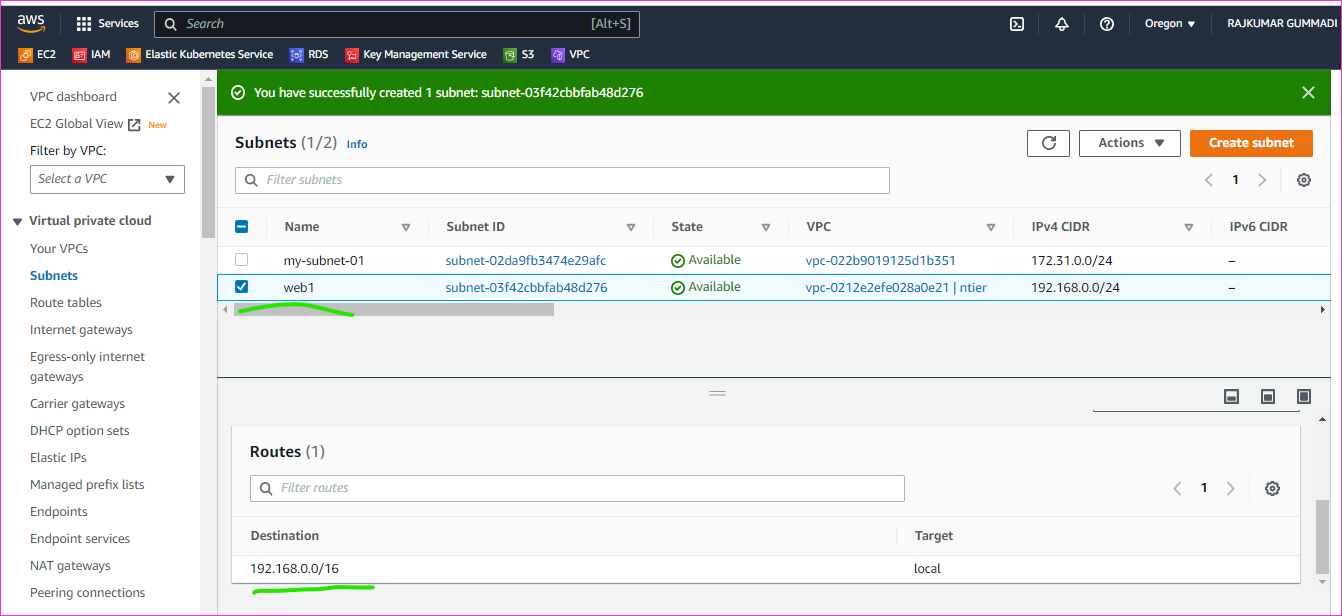 aws Services Search [Alt+S] Oregon RAJKUMAR GUMMADI
EC2 IAM Elastic Kubernetes Service RDS Key Management Service S3 VPC
VPC dashboard
EC2 Global View New
Filter by VPC:
Select a VPC
Virtual private cloud
Your VPCs
Subnets
Route tables
Internet gateways
Egress-only internet
gateways
Carrier gateways
DHCP option sets
Elastic IPs
Managed prefix lists
Endpoints
Endpoint services
NAT gateways
Peering connections
You have successfully created 1 subnet: subnet-03f42cbbfab48d276
Subnets (1/2) Info Actions Create subnet
Filter subnets 1
Name Subnet ID State VPC IPv4 CIDR IPv6 CIDR
my-subnet-01 subnet-02da9fb3474e29afc Available vpc-022b9019125d1b351 172.31.0.0/24 –
web1 subnet-03f42cbbfab48d276 Available vpc-0212e2efe028a0e21 | ntier 192.168.0.0/24 –
Routes (1)
Filter routes 1
Destination Target
192.168.0.0/16 local